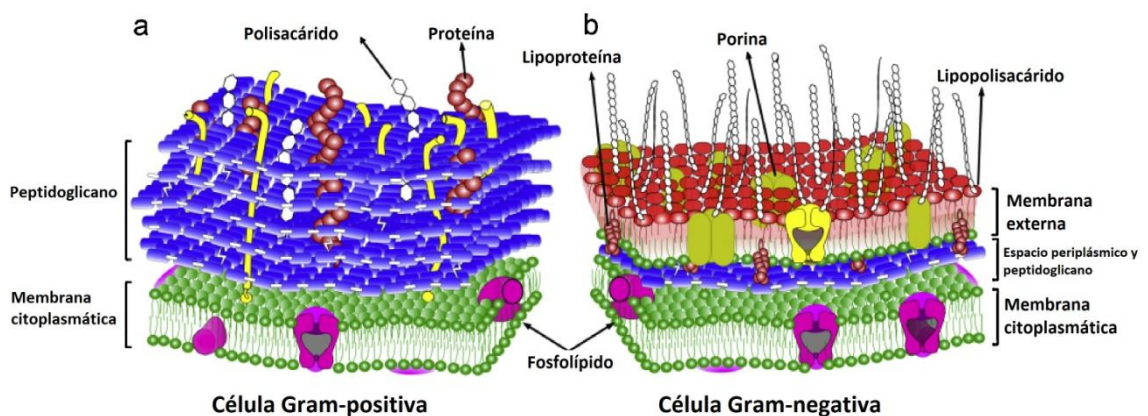 a
Polisacárido
Proteína
Peptidoglicano
Membrana
citoplasmática
Célula Gram-positiva
Fosfolípido
b
Lipoproteína
Porina
Lipopolisacárido
Membrana
externa
Espacio periplásmico y
peptidoglicano
Membrana
citoplasmática
Célula Gram-negativa